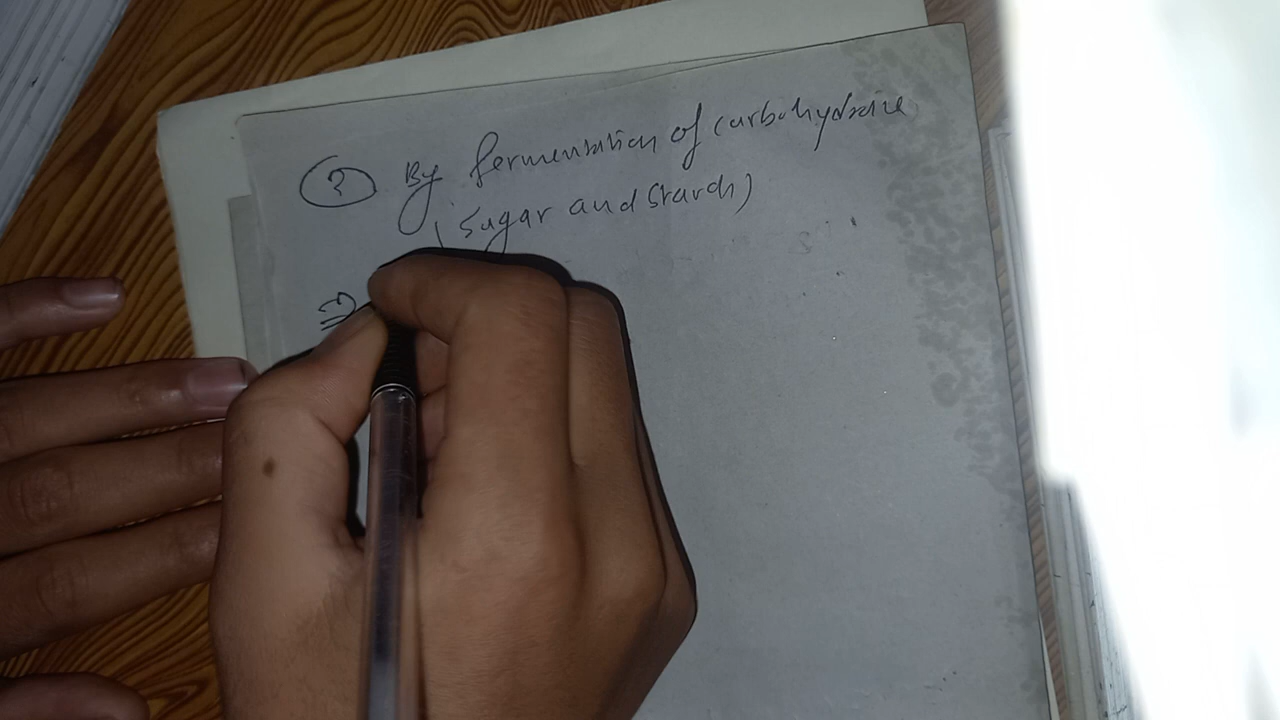 ② By fermentation of carbohydrate
(Sugar and Starch)
⇒